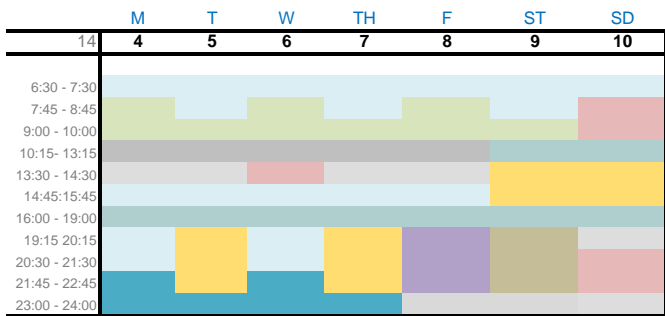 M T W TH F ST SD
14 4 5 6 7 8 9 10
6:30 - 7:30
7:45 - 8:45
9:00 - 10:00
10:15- 13:15
13:30 - 14:30
14:45:15:45
16:00 - 19:00
19:15 20:15
20:30 - 21:30
21:45 - 22:45
23:00 - 24:00